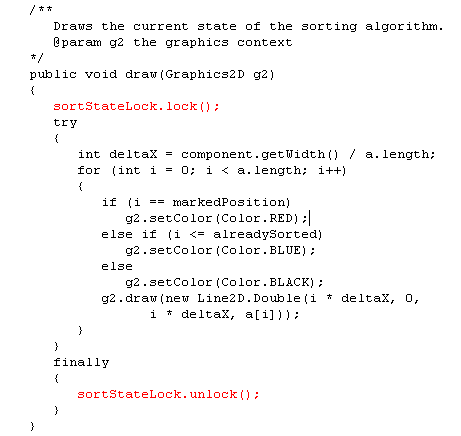 /**
   Draws the current state of the sorting algorithm.
   @param g2 the graphics context
*/
public void draw(Graphics2D g2)
{
   sortStateLock.lock();
   try
   {
      int deltaX = component.getWidth() / a.length;
      for (int i = 0; i < a.length; i++)
      {
         if (i == markedPosition)
            g2.setColor(Color.RED);
         else if (i <= alreadySorted)
            g2.setColor(Color.BLUE);
         else
            g2.setColor(Color.BLACK);
         g2.draw(new Line2D.Double(i * deltaX, 0,
               i * deltaX, a[i]));
      }
   }
   finally
   {
      sortStateLock.unlock();
   }
}